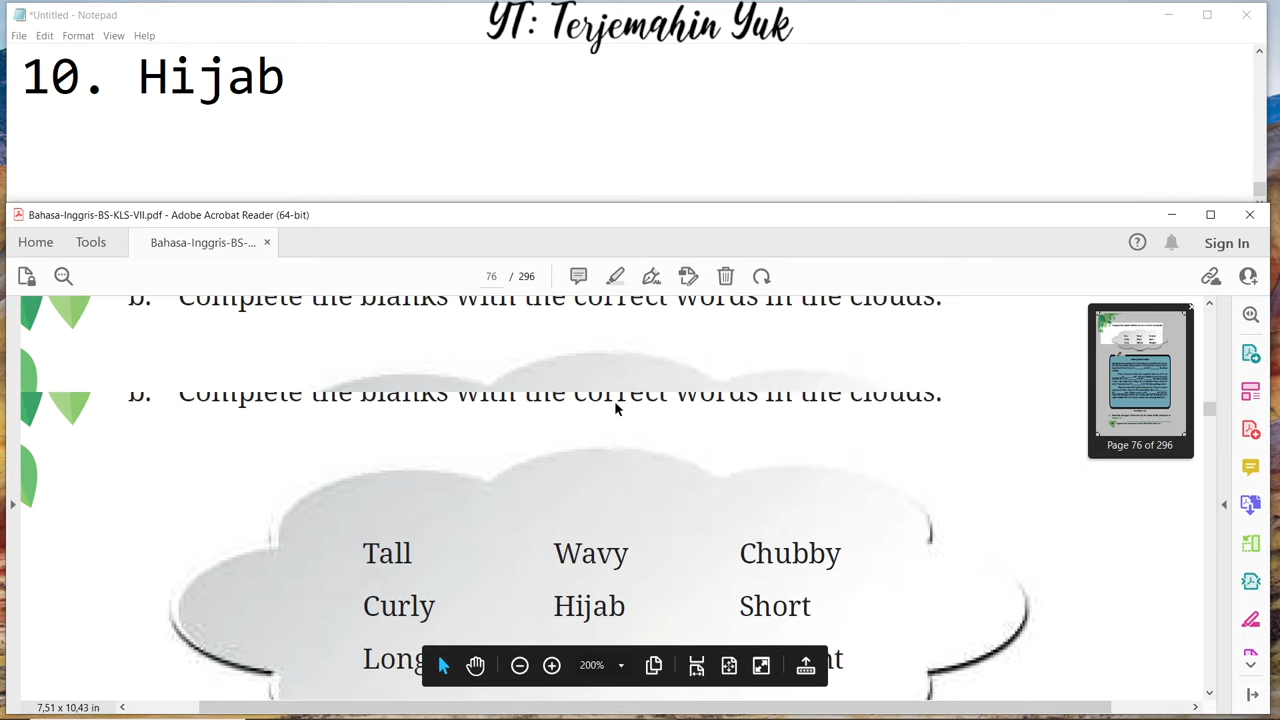 *Untitled - Notepad
YT: Terjemahin Yuk
File Edit Format View Help
10. Hijab
Bahasa-Inggris-BS-KLS-VII.pdf - Adobe Acrobat Reader (64-bit)
Home Tools Bahasa-Inggris-BS-... × Sign In
76 / 296
b. Complete the blanks with the correct words in the clouds.
b. Complete the blanks with the correct words in the clouds.
Page 76 of 296
Tall Wavy Chubby
Curly Hijab Short
Long
200%
7,51 x 10,43 in